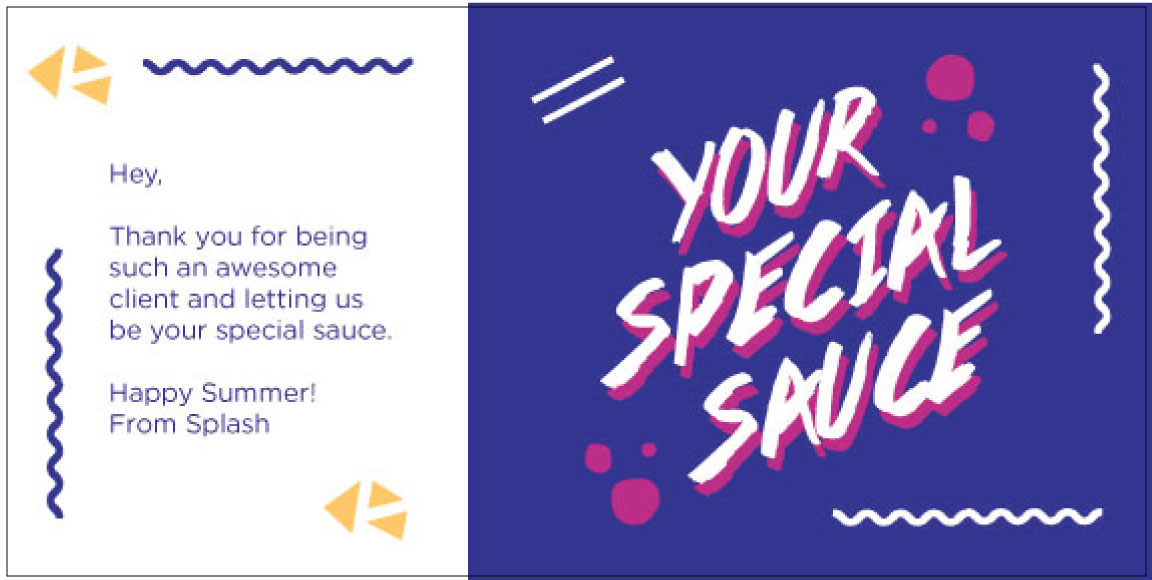 Hey,
Thank you for being
such an awesome
client and letting us
be your special sauce.
Happy Summer!
From Splash
YOUR
SPECIAL
SAUCE